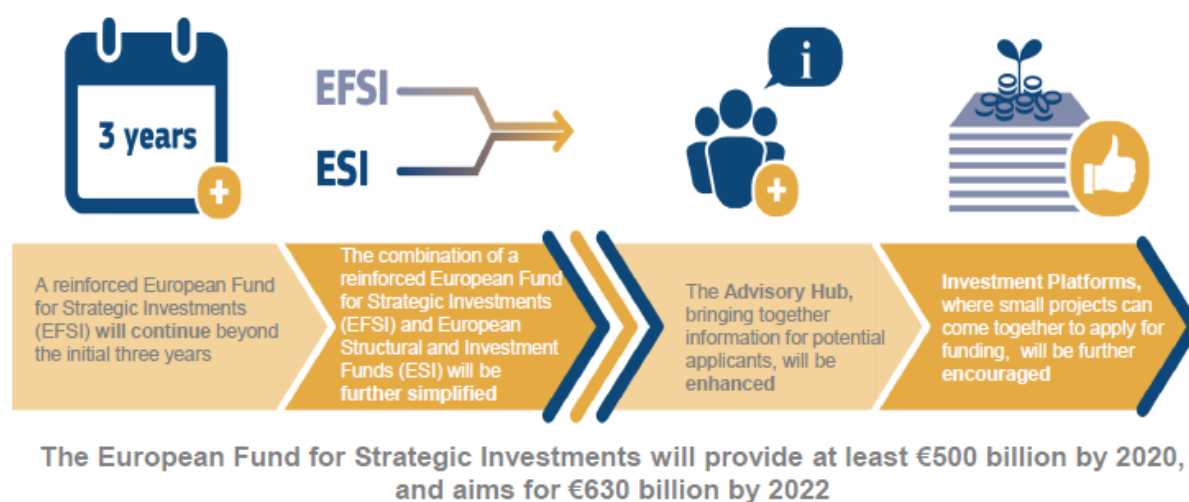 3 years
EFSI
ESI
i
A reinforced European Fund
for Strategic Investments
(EFSI) will continue beyond
the initial three years
The combination of a
reinforced European Fund
for Strategic Investments
(EFSI) and European
Structural and Investment
Funds (ESI) will be
further simplified
The Advisory Hub,
bringing together
information for potential
applicants, will be
enhanced
Investment Platforms,
where small projects can
come together to apply for
funding, will be further
encouraged
The European Fund for Strategic Investments will provide at least €500 billion by 2020,
and aims for €630 billion by 2022